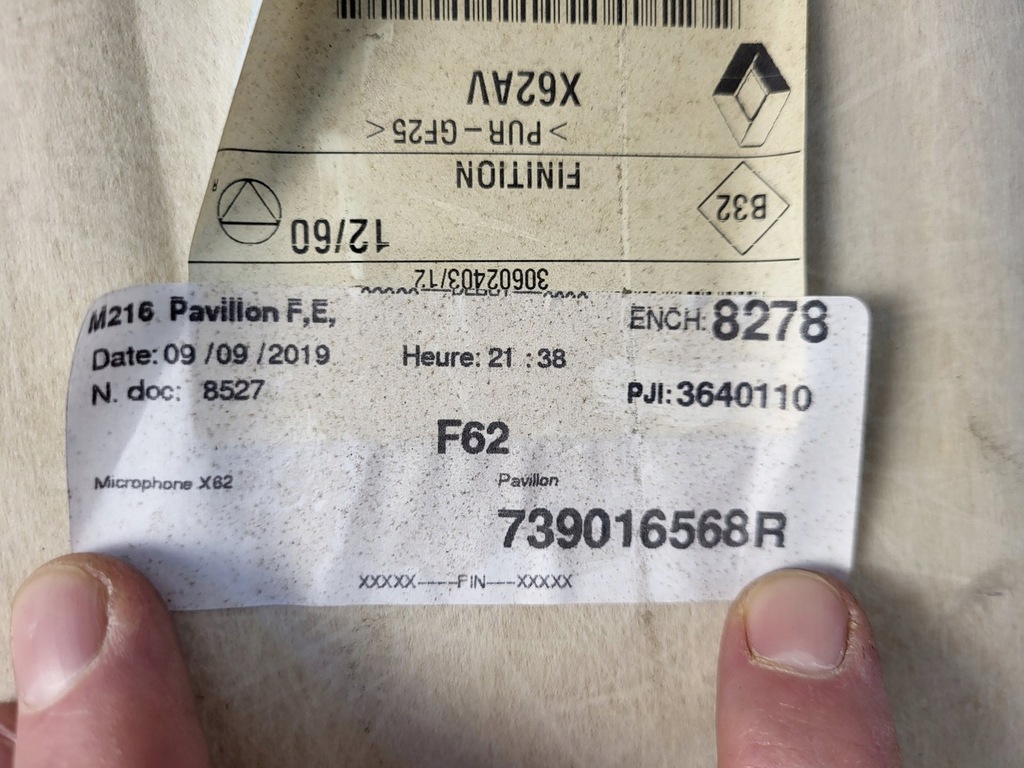 X62AV
> PUR-GF25 <
FINITION
B32
12/60
R
30602403/12
M216 Pavillon F,E,
ENCH: 8278
Date: 09 /09 /2019 Heure: 21 : 38
N. doc: 8527
PJI: 3640110
F62
Microphone X62
Pavillon
739016568R
XXXXX----FIN---XXXXX